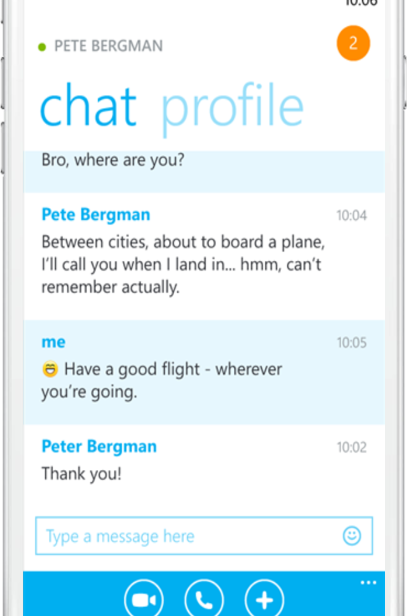 10:06
PETE BERGMAN
2
chat profile
Bro, where are you?
Pete Bergman 10:04
Between cities, about to board a plane,
I'll call you when I land in... hmm, can't
remember actually.
me 10:05
😁 Have a good flight - wherever
you're going.
Peter Bergman 10:02
Thank you!
Type a message here